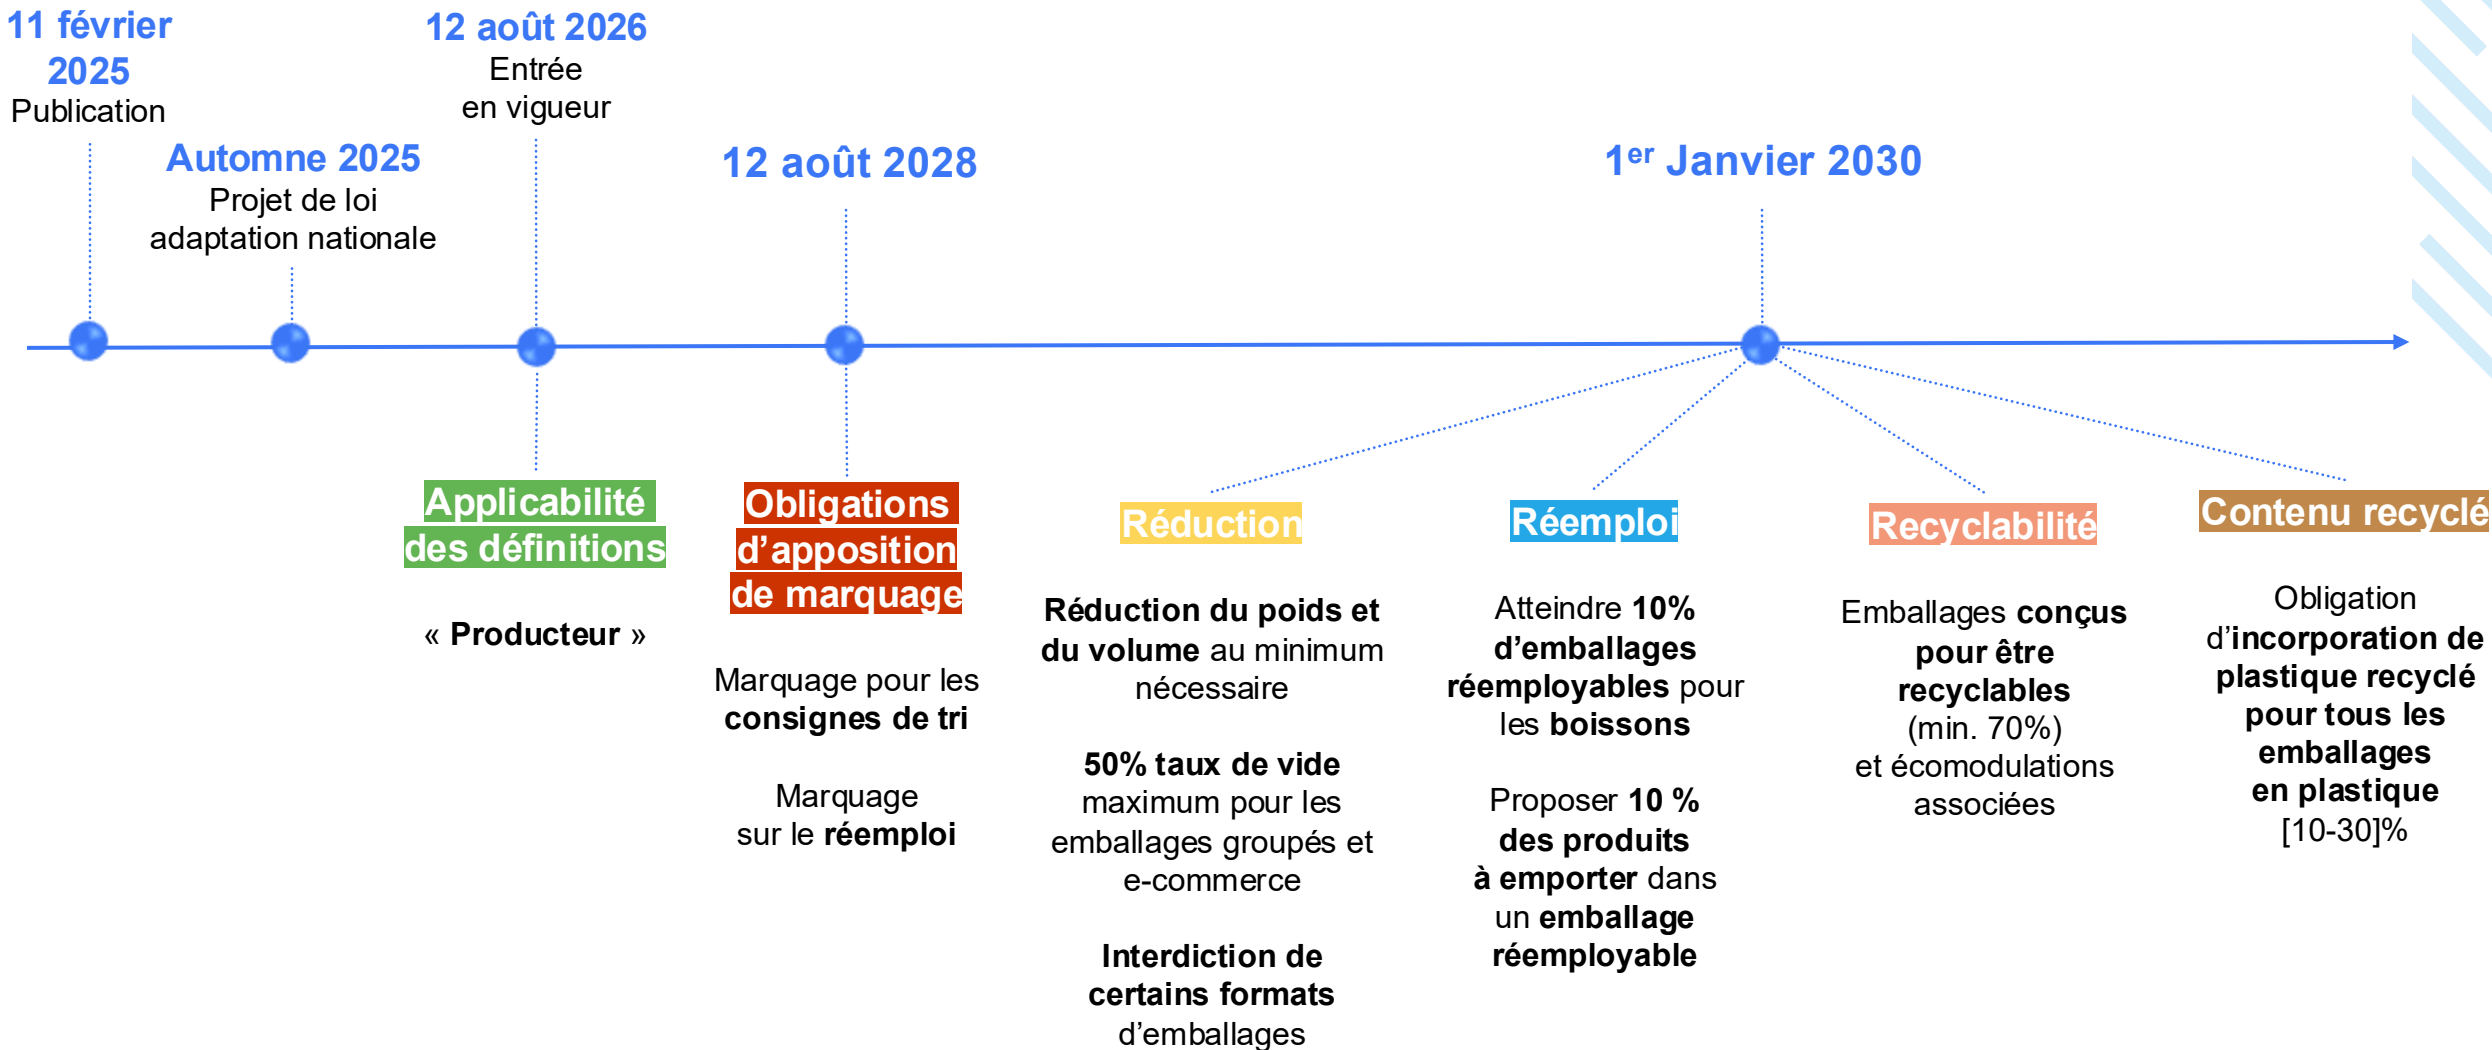 11 février
2025
Publication
Automne 2025
Projet de loi
adaptation nationale
12 août 2026
Entrée
en vigueur
12 août 2028
1er Janvier 2030
Applicabilité
des définitions
« Producteur »
Obligations
d’apposition
de marquage
Marquage pour les
consignes de tri
Marquage
sur le réemploi
Réduction
Réduction du poids et
du volume au minimum
nécessaire
50% taux de vide
maximum pour les
emballages groupés et
e-commerce
Interdiction de
certains formats
d’emballages
Réemploi
Atteindre 10%
d’emballages
réemployables pour
les boissons
Proposer 10 %
des produits
à emporter dans
un emballage
réemployable
Recyclabilité
Emballages conçus
pour être
recyclables
(min. 70%)
et écomodulations
associées
Contenu recyclé
Obligation
d’incorporation de
plastique recyclé
pour tous les
emballages
en plastique
[10-30]%